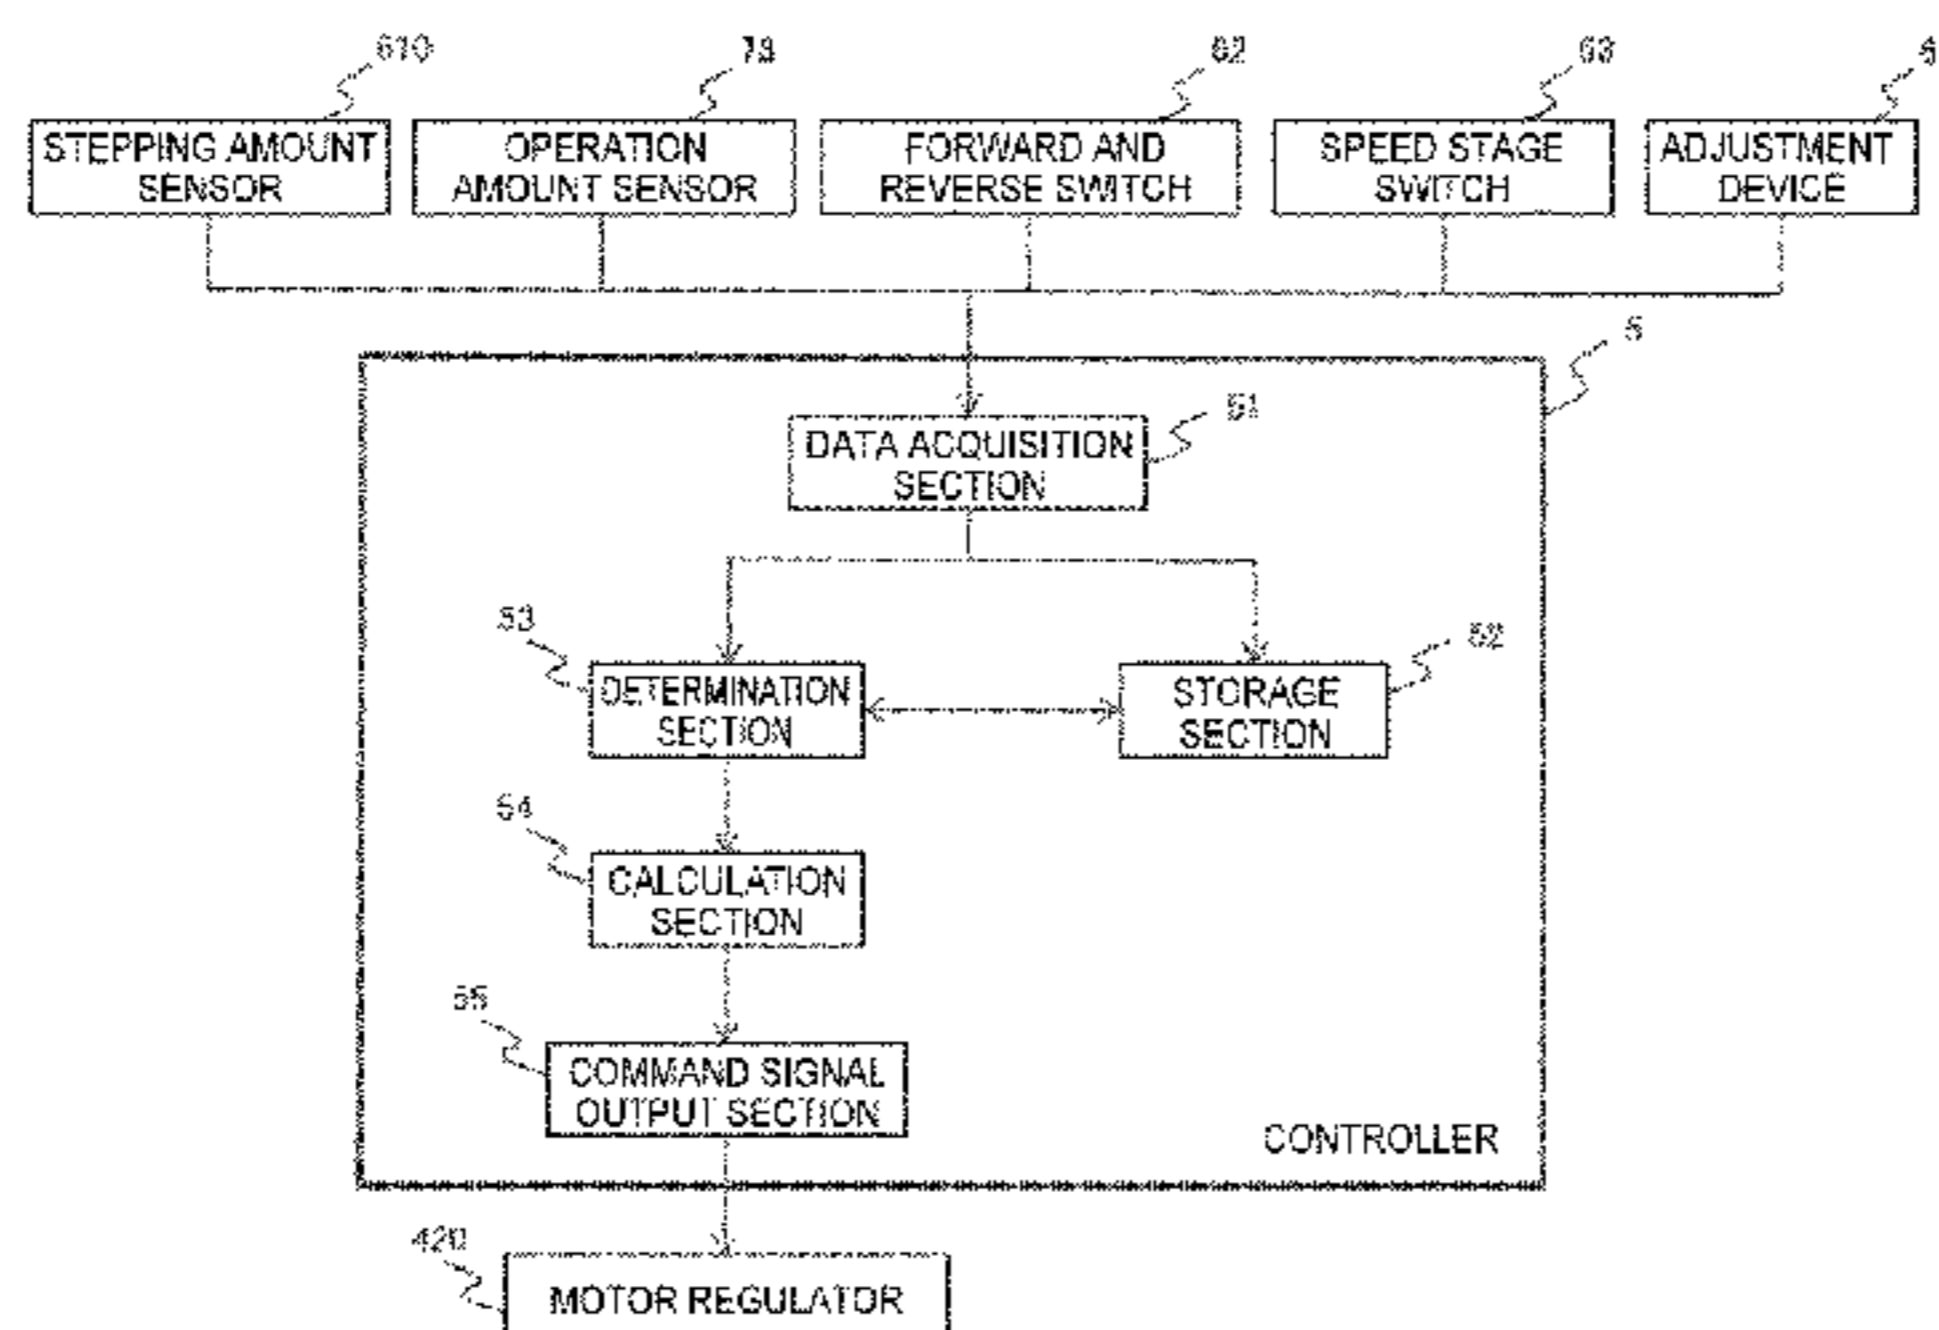 610
73
62
63
STEPPING AMOUNT
SENSOR
OPERATION
AMOUNT SENSOR
FORWARD AND
REVERSE SWITCH
SPEED STAGE
SWITCH
ADJUSTMENT
DEVICE
5
51
DATA ACQUISITION
SECTION
53
52
DETERMINATION
SECTION
STORAGE
SECTION
54
CALCULATION
SECTION
55
COMMAND SIGNAL
OUTPUT SECTION
CONTROLLER
420
MOTOR REGULATOR